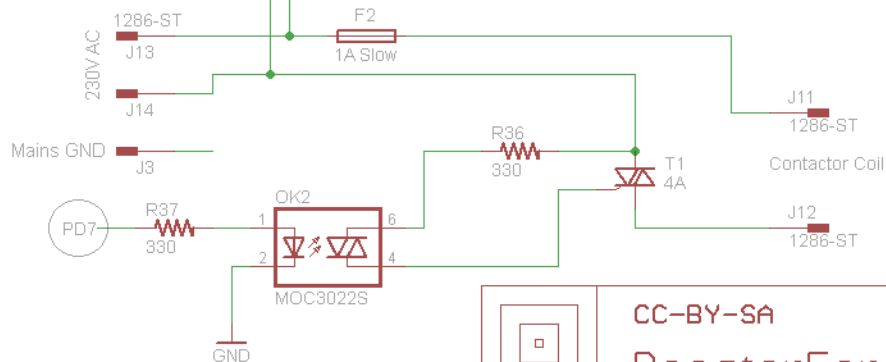 1286-ST
J13
F2
1A Slow
230V AC
J14
J11
1286-ST
Mains GND
J3
R36
330
T1
4A
Contactor Coil
OK2
R37
330
PD7
1
2
6
4
J12
1286-ST
MOC3022S
CC-BY-SA
GND